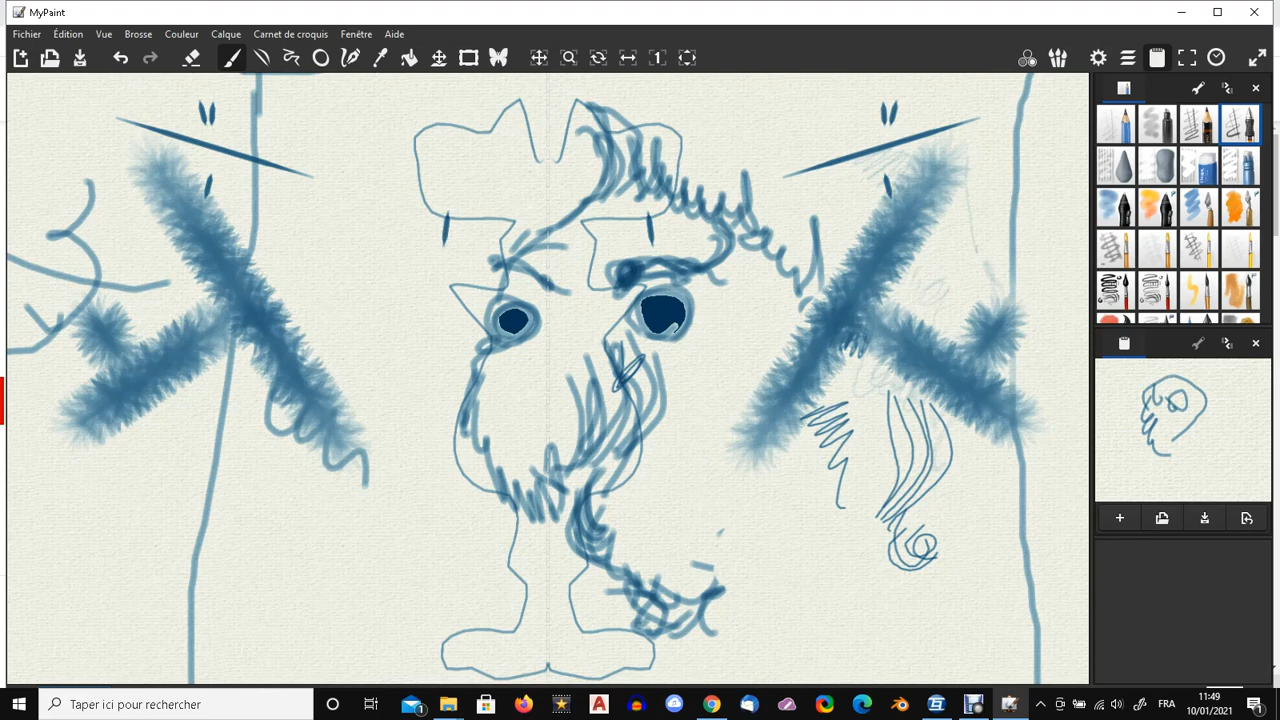 MyPaint
Fichier Édition Vue Brosse Couleur Calque Carnet de croquis Fenêtre Aide
Taper ici pour rechercher
FRA
11:49
10/01/2021